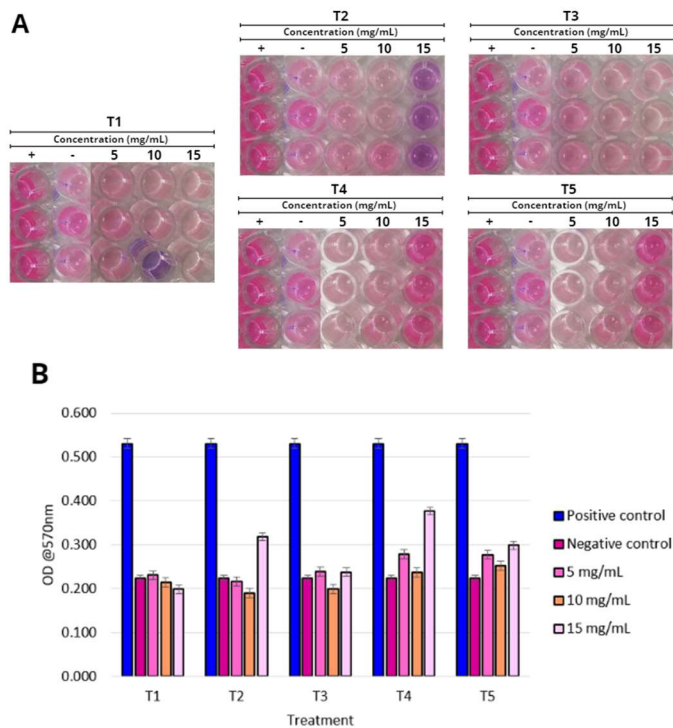 A
T1
Concentration (mg/mL)
+ - 5 10 15
T2
Concentration (mg/mL)
+ - 5 10 15
T3
Concentration (mg/mL)
+ - 5 10 15
T4
Concentration (mg/mL)
+ - 5 10 15
T5
Concentration (mg/mL)
+ - 5 10 15
B
0.600
0.500
0.400
0.300
0.200
0.100
0.000
OD @570nm
T1 T2 T3 T4 T5
Treatment
Positive control
Negative control
5 mg/mL
10 mg/mL
15 mg/mL